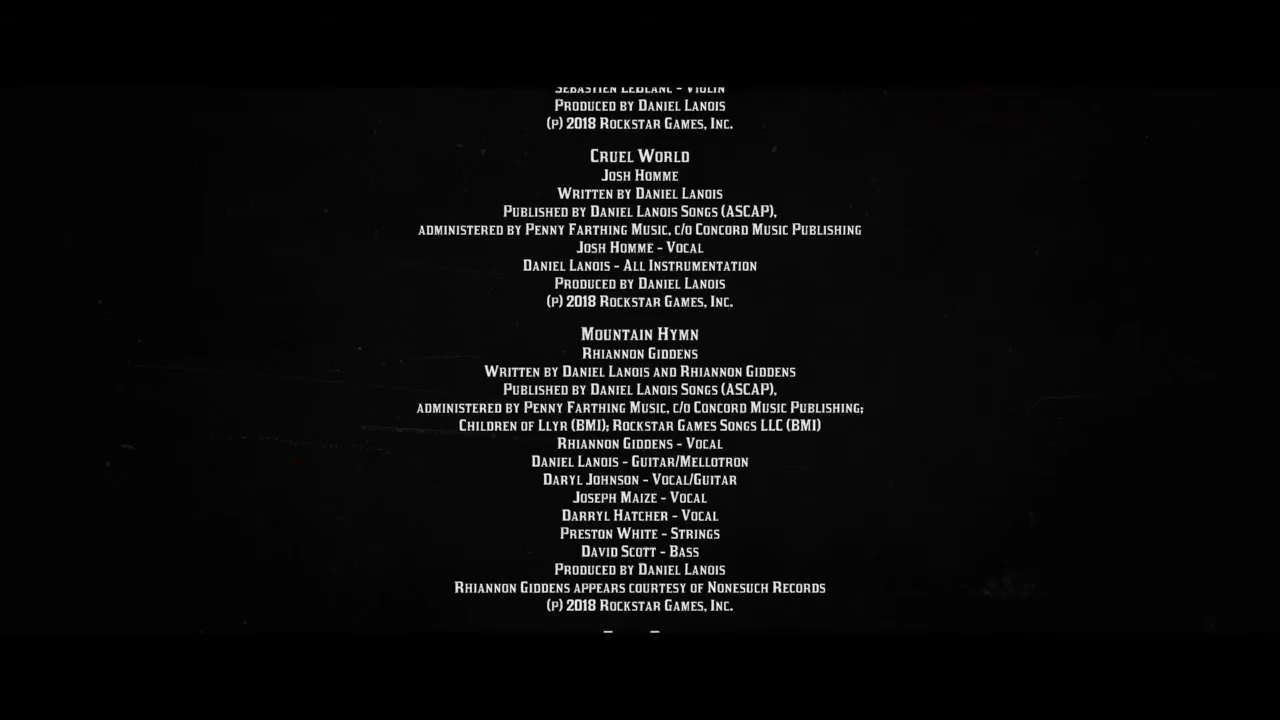 Sebastien LeBlanc - Violin
Produced by Daniel Lanois
(P) 2018 Rockstar Games, Inc.
Cruel World
Josh Homme
Written by Daniel Lanois
Published by Daniel Lanois Songs (ASCAP),
administered by Penny Farthing Music, c/o Concord Music Publishing
Josh Homme - Vocal
Daniel Lanois - All Instrumentation
Produced by Daniel Lanois
(P) 2018 Rockstar Games, Inc.
Mountain Hymn
Rhiannon Giddens
Written by Daniel Lanois and Rhiannon Giddens
Published by Daniel Lanois Songs (ASCAP),
administered by Penny Farthing Music, c/o Concord Music Publishing;
Children of Llyr (BMI); Rockstar Games Songs LLC (BMI)
Rhiannon Giddens - Vocal
Daniel Lanois - Guitar/Mellotron
Daryl Johnson - Vocal/Guitar
Joseph Maize - Vocal
Darryl Hatcher - Vocal
Preston White - Strings
David Scott - Bass
Produced by Daniel Lanois
Rhiannon Giddens appears courtesy of Nonesuch Records
(P) 2018 Rockstar Games, Inc.